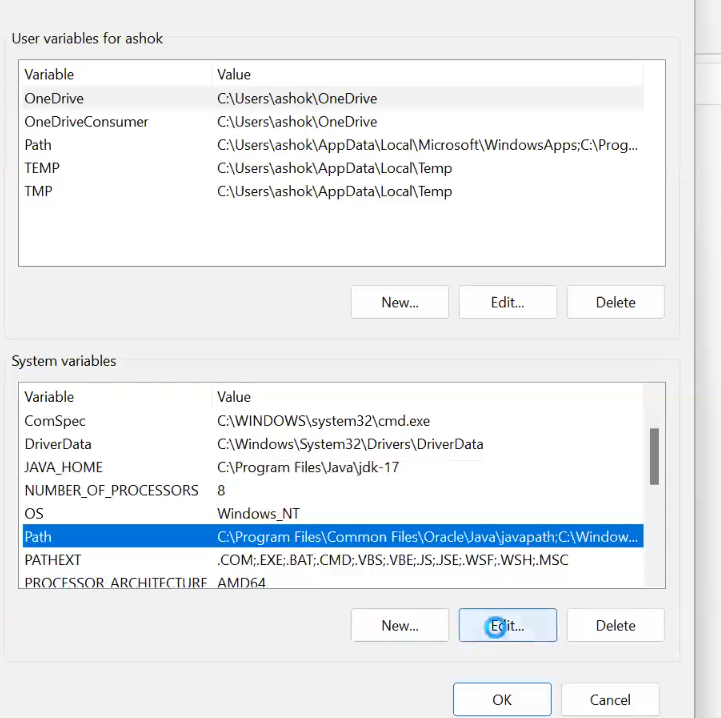 User variables for ashok
Variable Value
OneDrive C:\Users\ashok\OneDrive
OneDriveConsumer C:\Users\ashok\OneDrive
Path C:\Users\ashok\AppData\Local\Microsoft\WindowsApps;C:\Prog...
TEMP C:\Users\ashok\AppData\Local\Temp
TMP C:\Users\ashok\AppData\Local\Temp
New... Edit... Delete
System variables
Variable Value
ComSpec C:\WINDOWS\system32\cmd.exe
DriverData C:\Windows\System32\Drivers\DriverData
JAVA_HOME C:\Program Files\Java\jdk-17
NUMBER_OF_PROCESSORS 8
OS Windows_NT
Path C:\Program Files\Common Files\Oracle\Java\javapath;C:\Window...
PATHEXT .COM;.EXE;.BAT;.CMD;.VBS;.VBE;.JS;.JSE;.WSF;.WSH;.MSC
PROCESSOR_ARCHITECTURE AMD64
New... Edit... Delete
OK Cancel